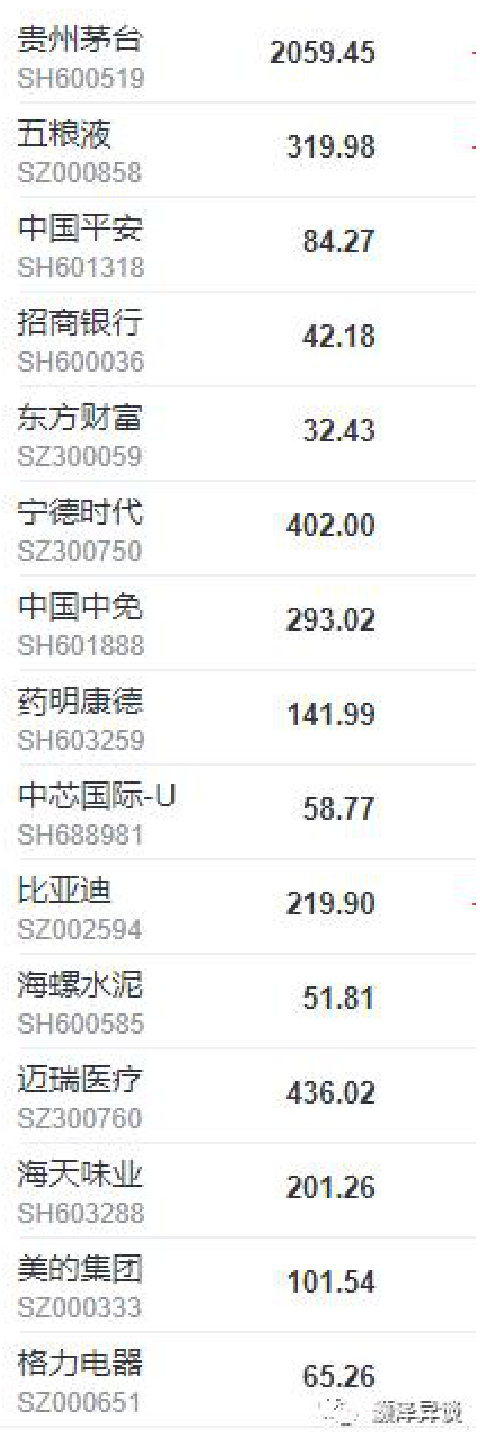 贵州茅台
2059.45
SH600519
五粮液
319.98
SZ000858
中国平安
84.27
SH601318
招商银行
42.18
SH600036
东方财富
32.43
SZ300059
宁德时代
402.00
SZ300750
中国中免
293.02
SH601888
药明康德
141.99
SH603259
中芯国际-U
58.77
SH688981
比亚迪
219.90
SZ002594
海螺水泥
51.81
SH600585
迈瑞医疗
436.02
SZ300760
海天味业
201.26
SH603288
美的集团
101.54
SZ000333
格力电器
65.26
SZ000651